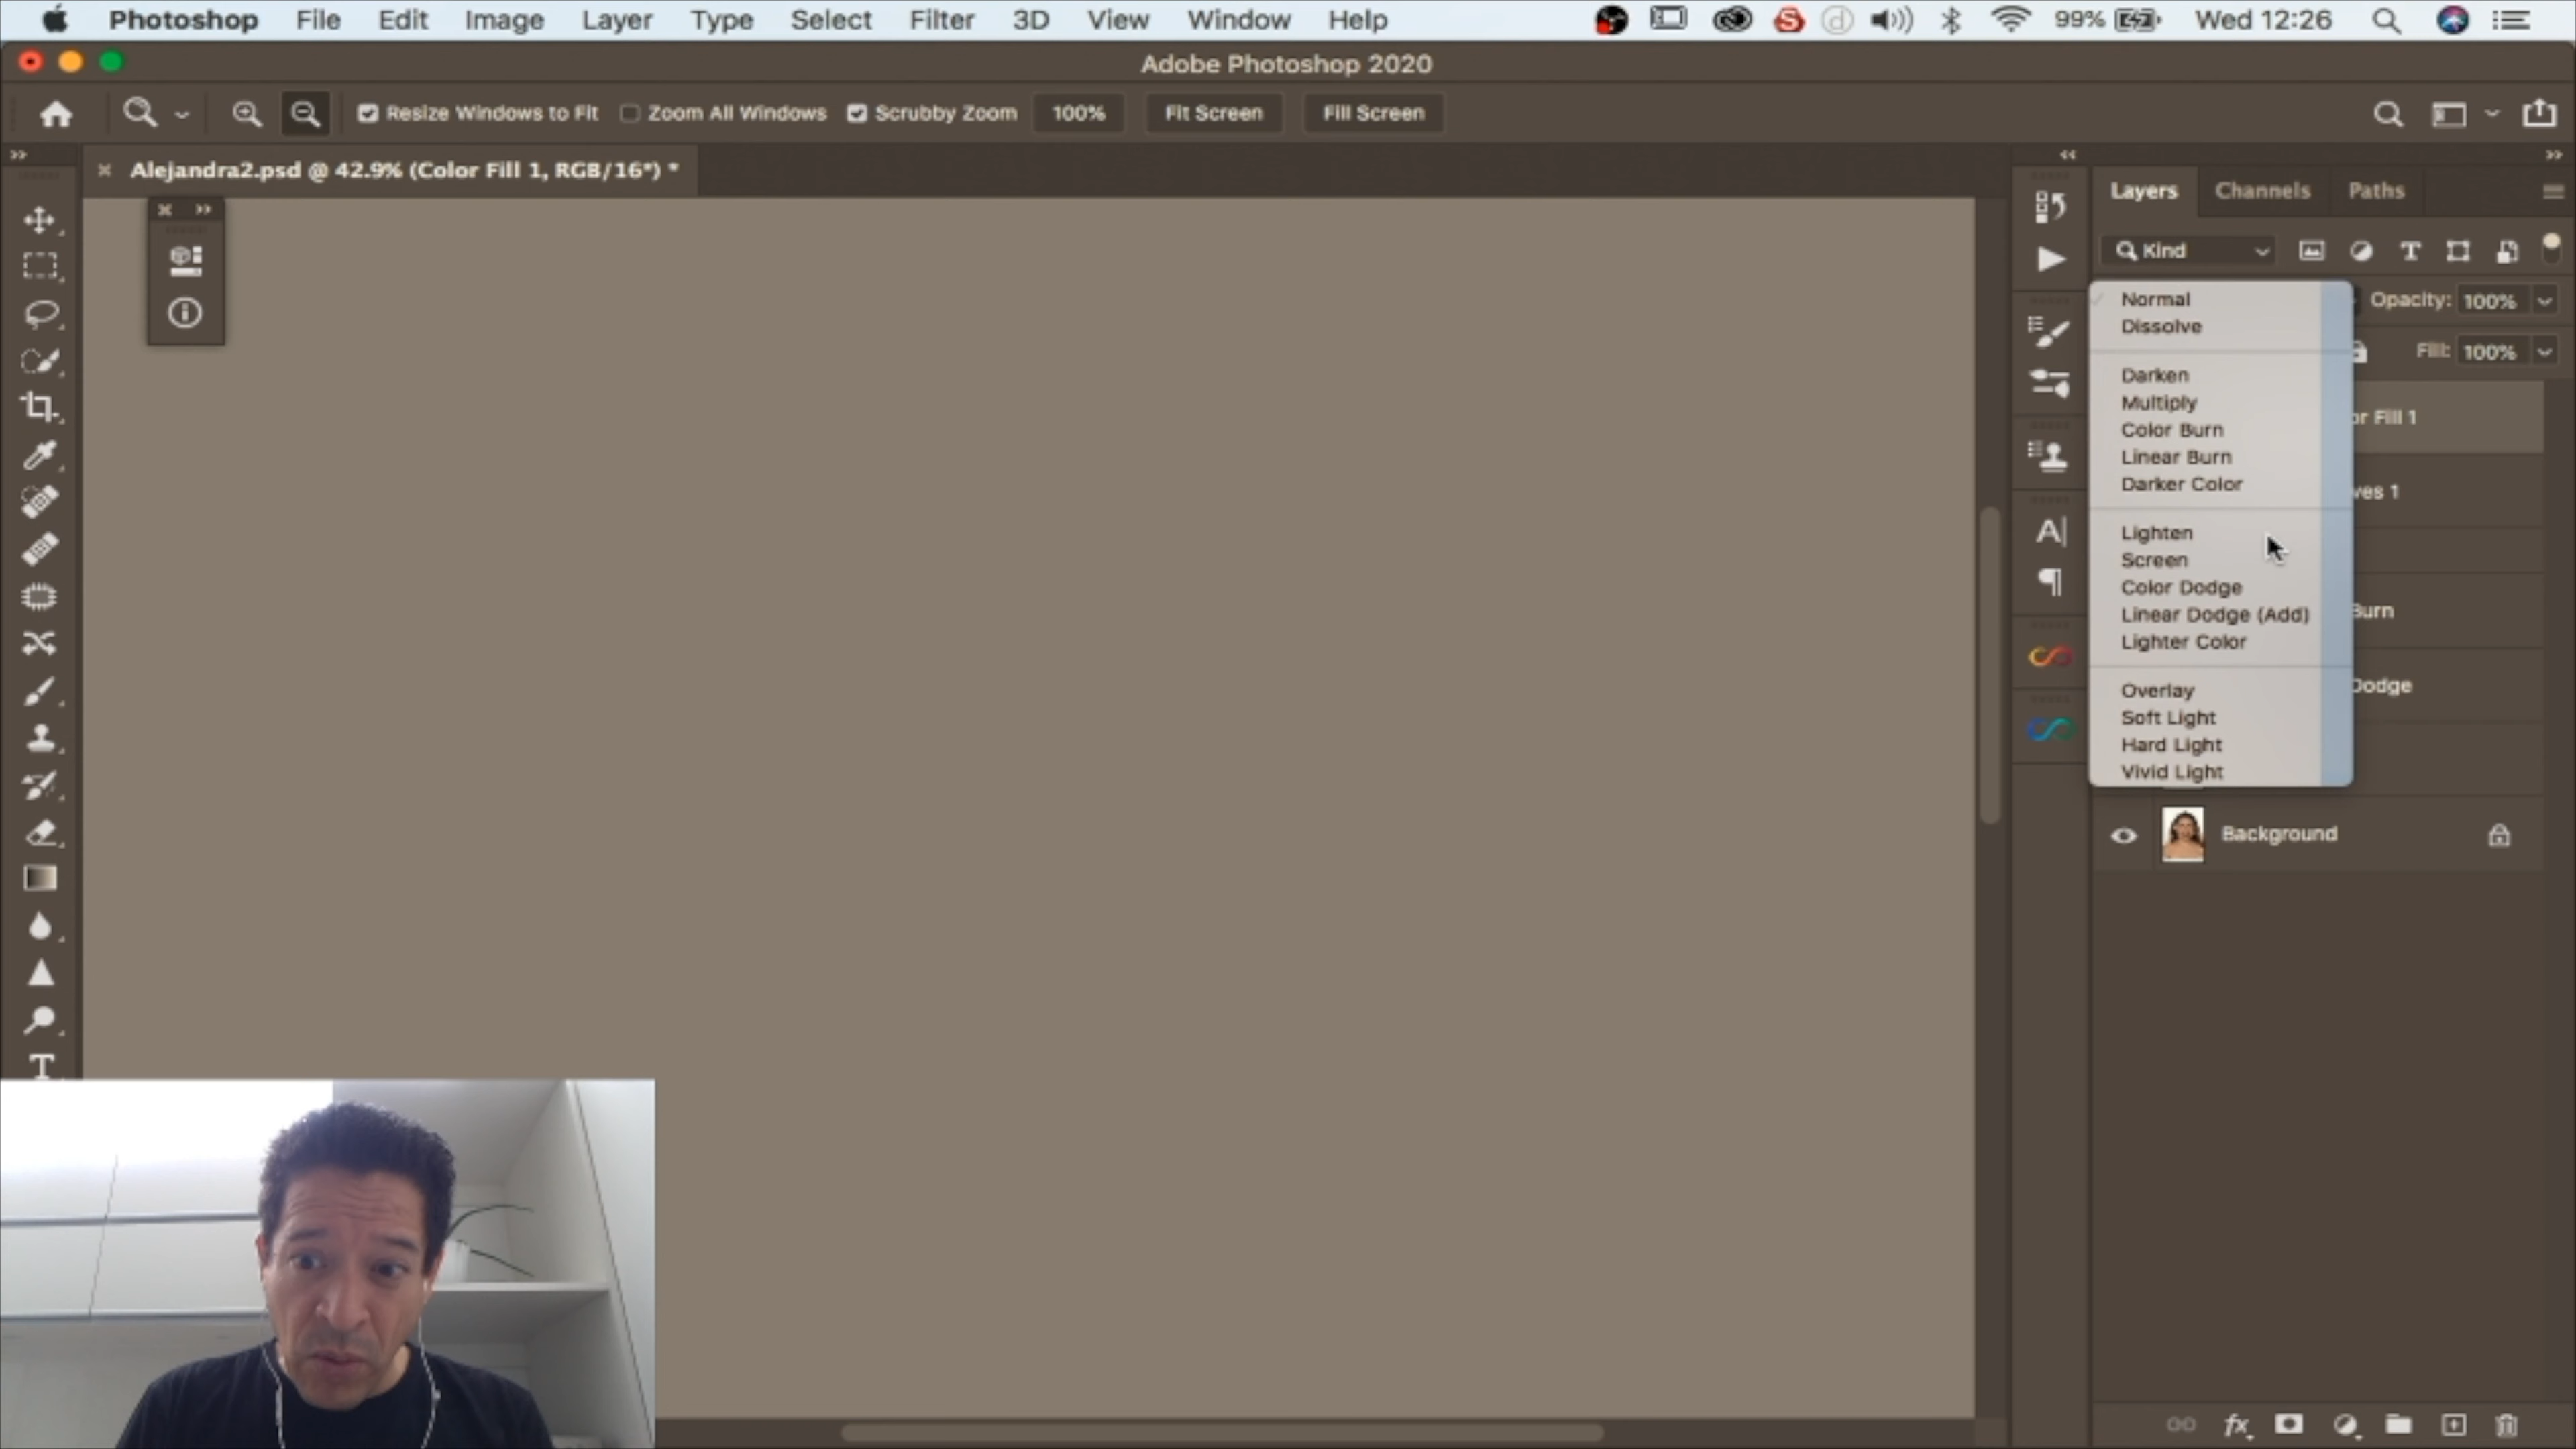 Photoshop File Edit Image Layer Type Select Filter 3D View Window Help 99% Wed 12:26
Adobe Photoshop 2020
Resize Windows to Fit Zoom All Windows Scrubby Zoom 100% Fit Screen Fill Screen
Alejandra2.psd @ 42.9% (Color Fill 1, RGB/16*) *
Layers Channels Paths
Kind
Normal
Opacity: 100%
Dissolve
Fill: 100%
Darken
Multiply
or Fill 1
Color Burn
Linear Burn
Darker Color
ves 1
Lighten
Screen
Color Dodge
Linear Dodge (Add)
Burn
Lighter Color
Overlay
Dodge
Soft Light
Hard Light
Vivid Light
Background